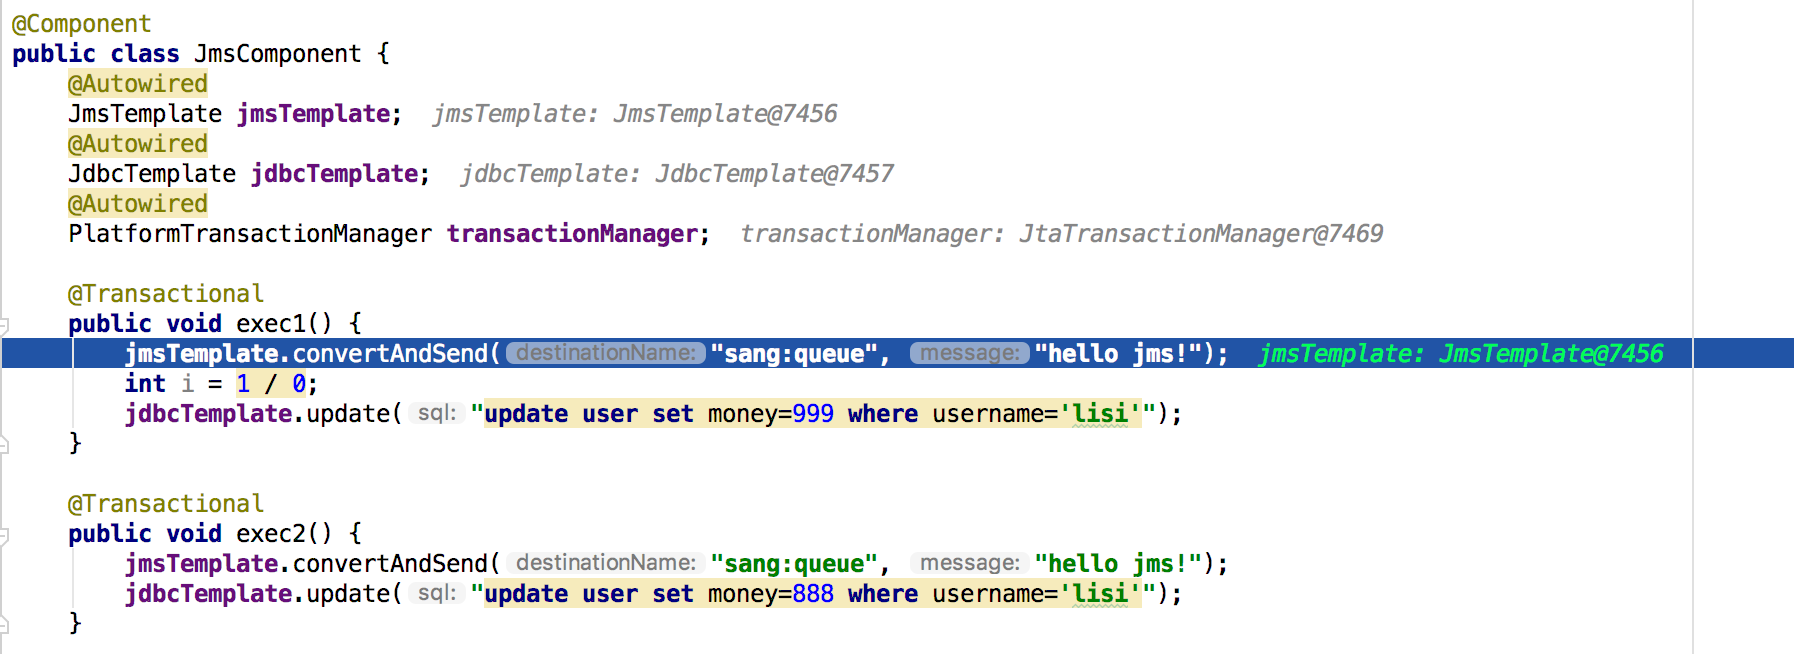 @Component
public class JmsComponent {
@Autowired
JmsTemplate jmsTemplate; jmsTemplate: JmsTemplate@7456
@Autowired
JdbcTemplate jdbcTemplate; jdbcTemplate: JdbcTemplate@7457
@Autowired
PlatformTransactionManager transactionManager; transactionManager: JtaTransactionManager@7469
@Transactional
public void exec1() {
jmsTemplate.convertAndSend( destinationName: "sang:queue", message: "hello jms!"); jmsTemplate: JmsTemplate@7456
int i = 1 / 0;
jdbcTemplate.update( sql: "update user set money=999 where username='lisi'");
}
@Transactional
public void exec2() {
jmsTemplate.convertAndSend( destinationName: "sang:queue", message: "hello jms!");
jdbcTemplate.update( sql: "update user set money=888 where username='lisi'");
}